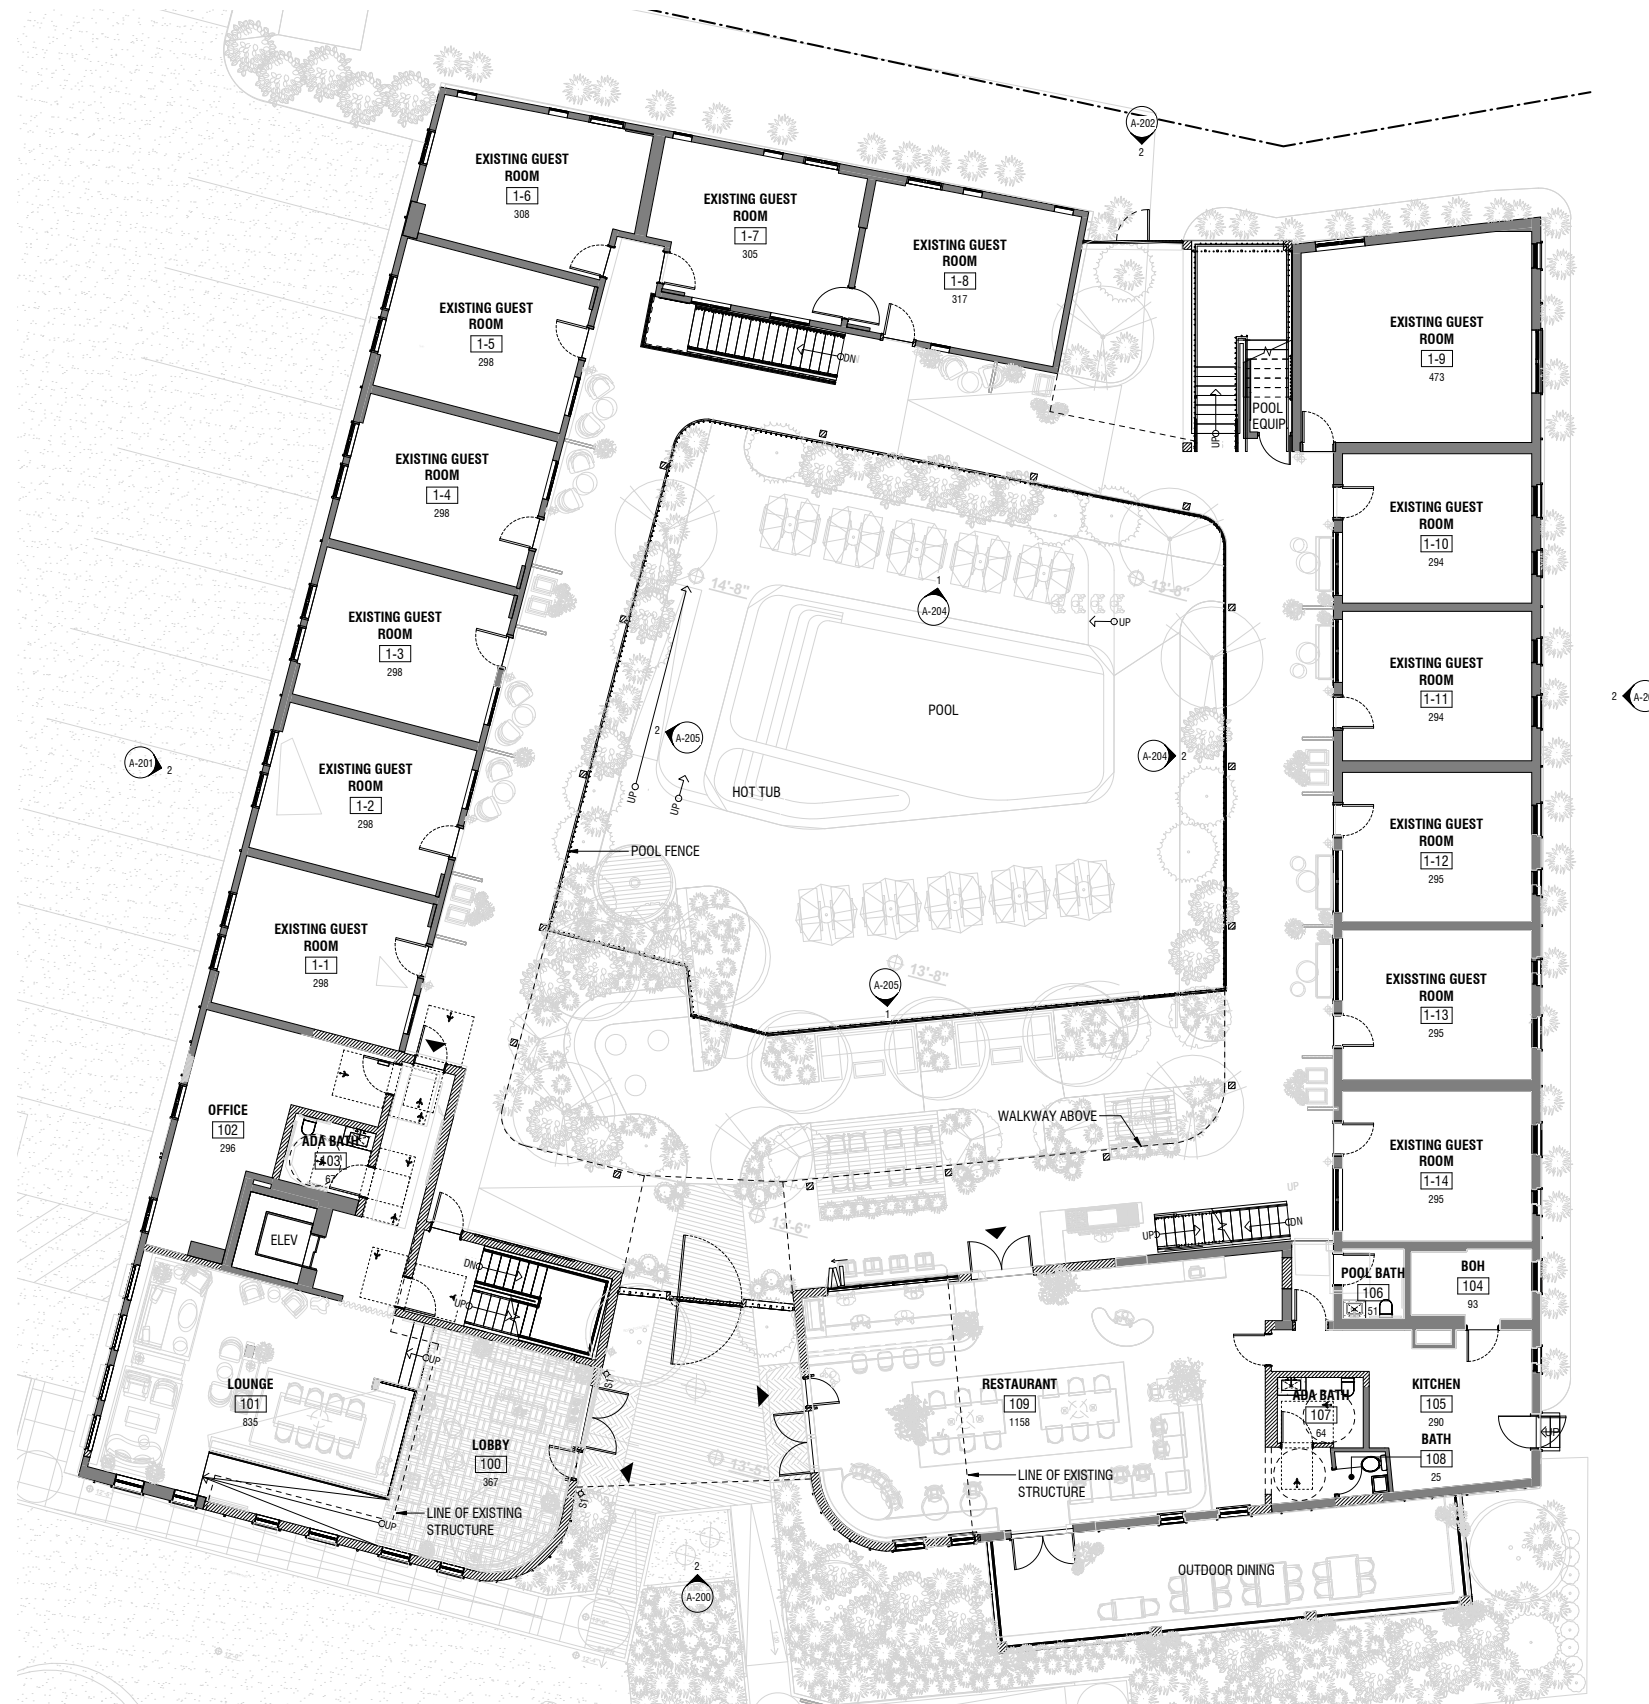 A-202
2
EXISTING GUEST
ROOM
1-6
308
EXISTING GUEST
ROOM
1-7
305
EXISTING GUEST
ROOM
1-8
317
EXISTING GUEST
ROOM
1-5
298
DN
EXISTING GUEST
ROOM
1-9
473
POOL
EQUIP
UP
EXISTING GUEST
ROOM
1-4
298
EXISTING GUEST
ROOM
1-10
294
14'-8"
13'-8"
1
A-204
UP
EXISTING GUEST
ROOM
1-3
298
EXISTING GUEST
ROOM
1-11
294
2
POOL
2
A-205
A-204
2
A-201
2
EXISTING GUEST
ROOM
1-2
298
HOT TUB
UP
UP
POOL FENCE
EXISTING GUEST
ROOM
1-12
295
EXISTING GUEST
ROOM
1-1
298
13'-8"
A-205
1
EXISSTING GUEST
ROOM
1-13
295
OFFICE
102
296
ADA BATH
103
67
WALKWAY ABOVE
EXISTING GUEST
ROOM
1-14
295
UP
13'-6"
ELEV
DN
UP
UP
DN
POOL BATH
106
51
BOH
104
93
UP
LOUNGE
101
835
RESTAURANT
109
1158
ADA BATH
107
64
KITCHEN
105
290
BATH
108
25
UP
LOBBY
100
367
LINE OF EXISTING
STRUCTURE
LINE OF EXISTING
STRUCTURE
UP
OUTDOOR DINING
2
A-200